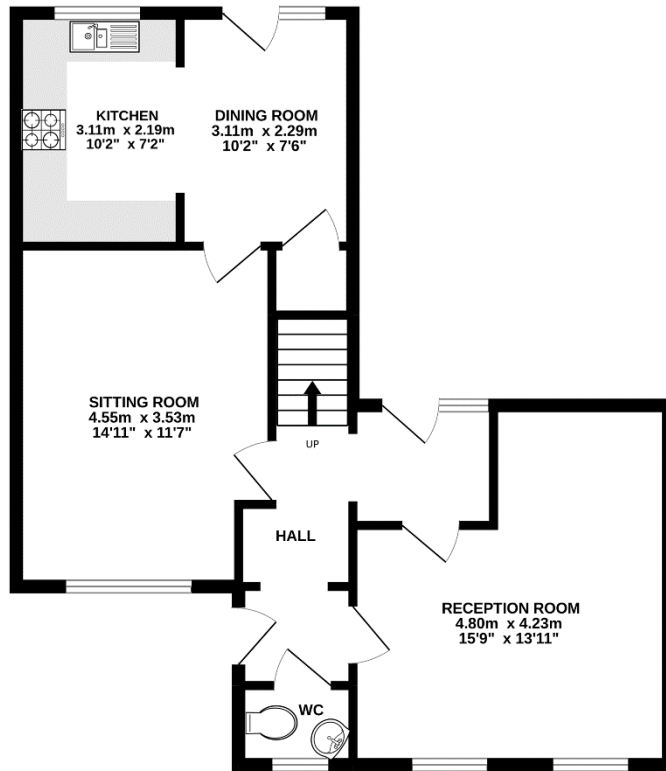 KITCHEN
3.11m x 2.19m
10'2" x 7'2"
DINING ROOM
3.11m x 2.29m
10'2" x 7'6"
SITTING ROOM
4.55m x 3.53m
14'11" x 11'7"
UP
HALL
RECEPTION ROOM
4.80m x 4.23m
15'9" x 13'11"
WC